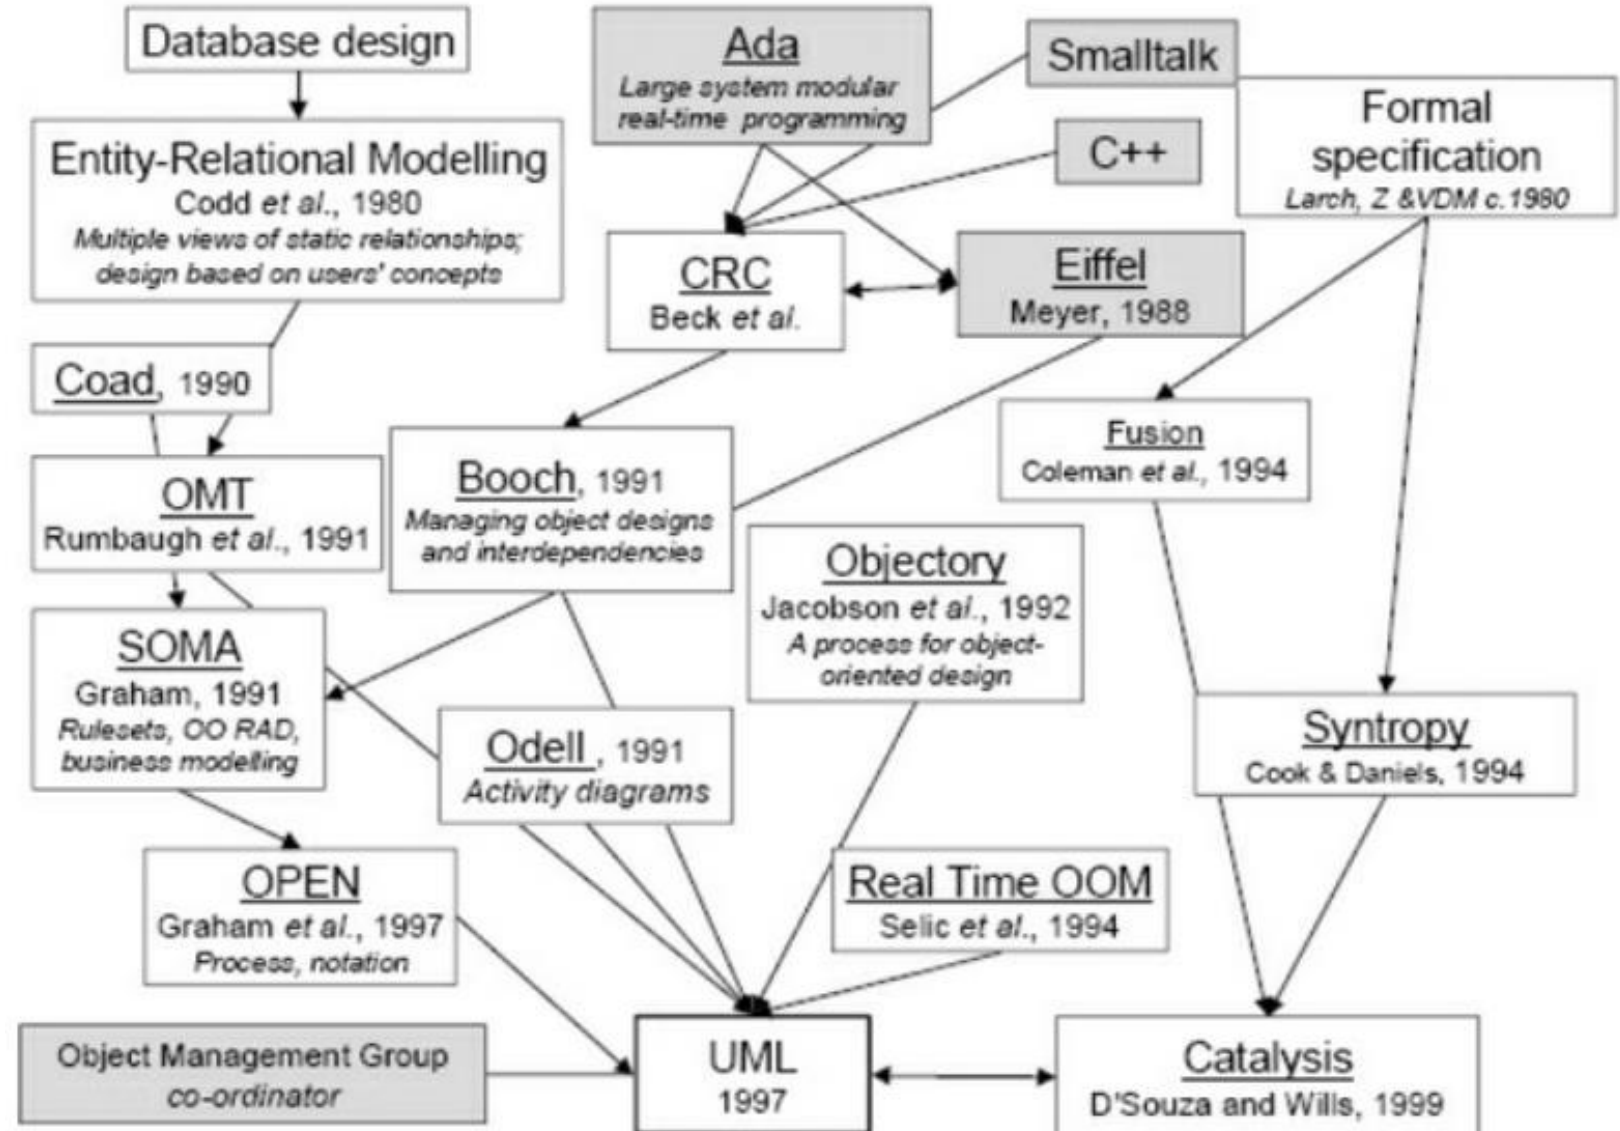 Database design
Ada
Large system modular
real-time programming
Smalltalk
Formal
specification
Larch, Z &VDM c.1980
C++
Entity-Relational Modelling
Codd et al., 1980
Multiple views of static relationships;
design based on users' concepts
CRC
Beck et al.
Eiffel
Meyer, 1988
Coad, 1990
Fusion
Coleman et al., 1994
Booch, 1991
Managing object designs
and interdependencies
OMT
Rumbaugh et al., 1991
Objectory
Jacobson et al., 1992
A process for object-
oriented design
SOMA
Graham, 1991
Rulesets, OO RAD,
business modelling
Odell , 1991
Activity diagrams
Syntropy
Cook & Daniels, 1994
OPEN
Graham et al., 1997
Process, notation
Real Time OOM
Selic et al., 1994
Object Management Group
co-ordinator
UML
1997
Catalysis
D'Souza and Wills, 1999